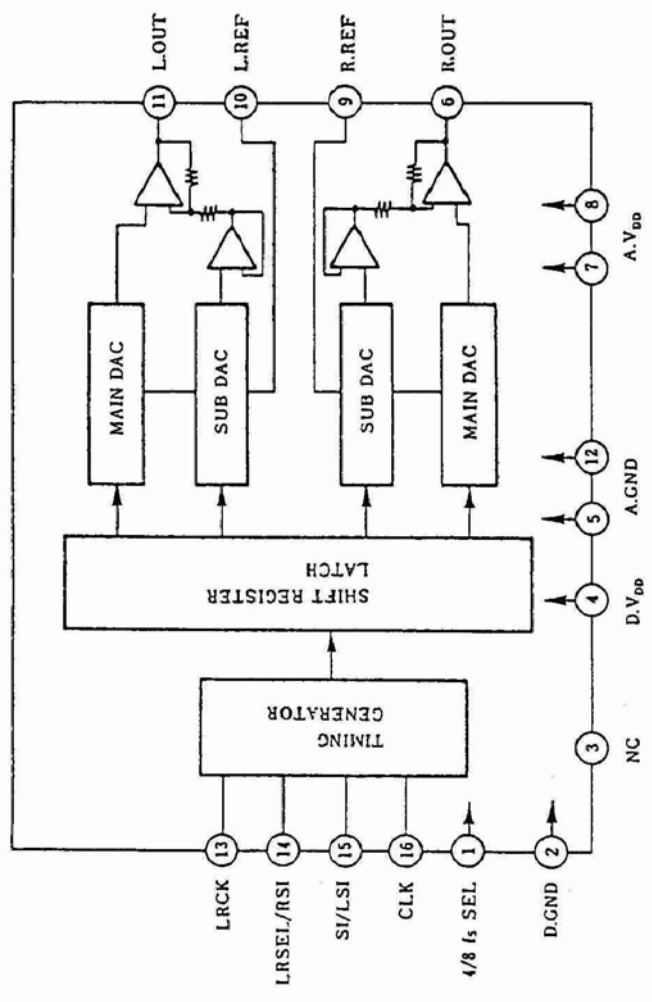 11
L.OUT
10
L.REF
9
R.REF
6
R.OUT
MAIN DAC
SUB DAC
SUB DAC
MAIN DAC
SHIFT REGISTER
LATCH
TIMING
GENERATOR
LRCK
13
LRSEL/RSI
14
SI/LSI
15
CLK
16
4/8 fs SEL
1
D.GND
2
3
NC
4
D.VDD
5
12
A.GND
7
8
A.VDD